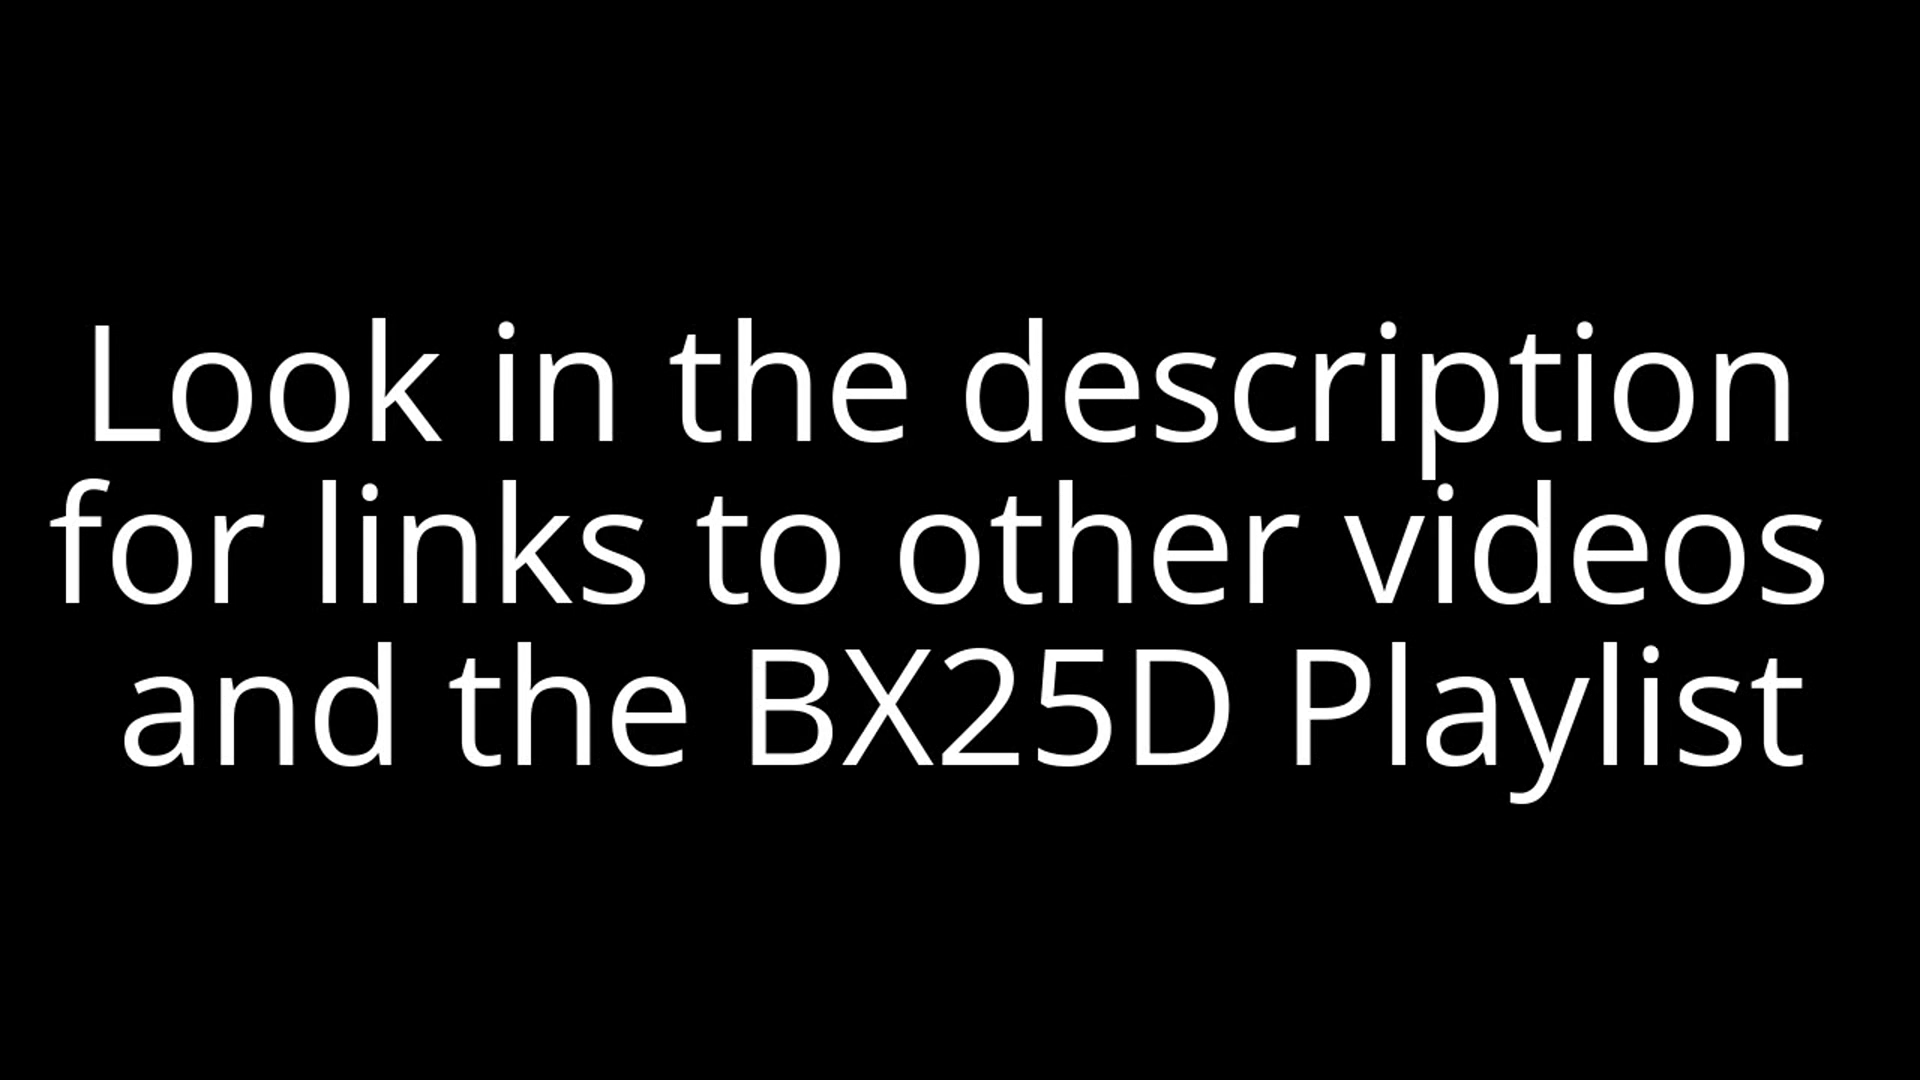 Look in the description
for links to other videos
and the BX25D Playlist